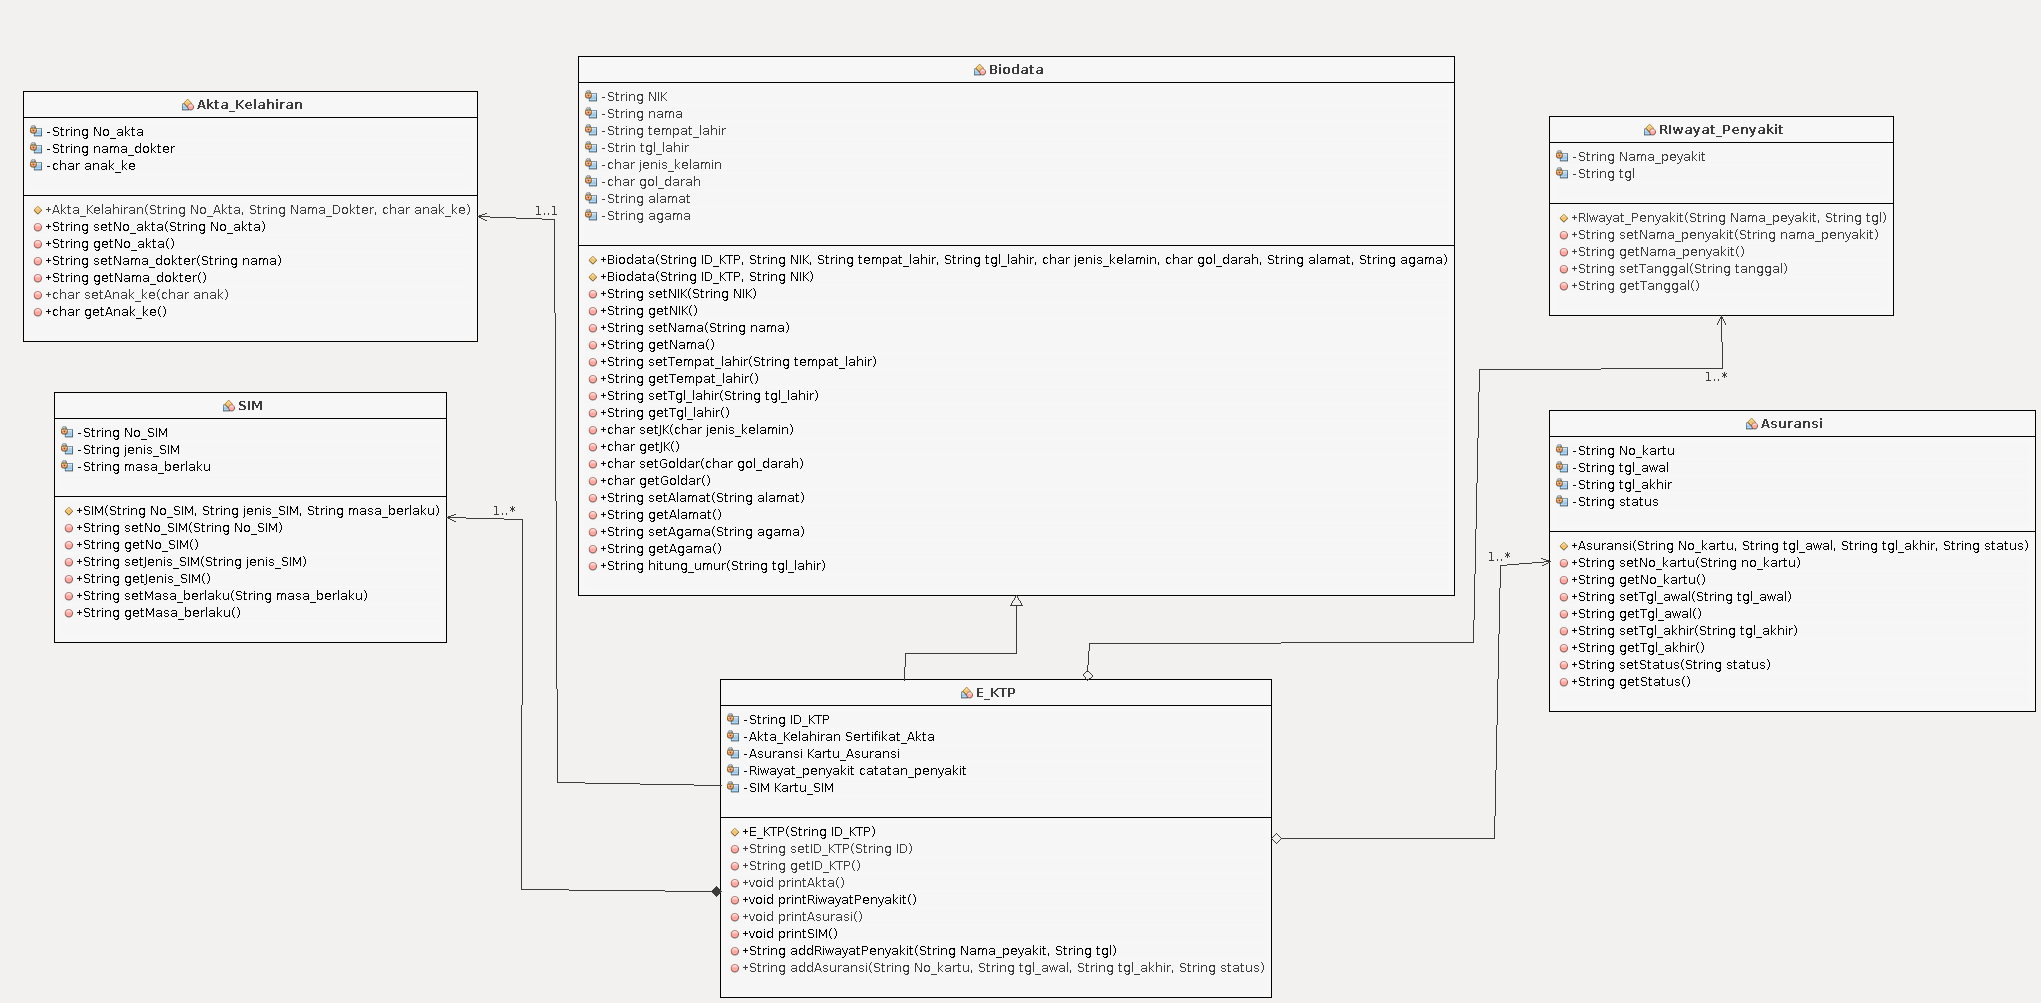 Akta_Kelahiran
-String No_akta
-String nama_dokter
-char anak_ke
+Akta_Kelahiran(String No_Akta, String Nama_Dokter, char anak_ke)
+String setNo_akta(String No_akta)
+String getNo_akta()
+String setNama_dokter(String nama)
+String getNama_dokter()
+char setAnak_ke(char anak)
+char getAnak_ke()
1..1
SIM
-String No_SIM
-String jenis_SIM
-String masa_berlaku
+SIM(String No_SIM, String jenis_SIM, String masa_berlaku)
+String setNo_SIM(String No_SIM)
+String getNo_SIM()
+String setJenis_SIM(String jenis_SIM)
+String getJenis_SIM()
+String setMasa_berlaku(String masa_berlaku)
+String getMasa_berlaku()
1..*
Biodata
-String NIK
-String nama
-String tempat_lahir
-Strin tgl_lahir
-char jenis_kelamin
-char gol_darah
-String alamat
-String agama
+Biodata(String ID_KTP, String NIK, String tempat_lahir, String tgl_lahir, char jenis_kelamin, char gol_darah, String alamat, String agama)
+Biodata(String ID_KTP, String NIK)
+String setNIK(String NIK)
+String getNIK()
+String setNama(String nama)
+String getNama()
+String setTempat_lahir(String tempat_lahir)
+String getTempat_lahir()
+String setTgl_lahir(String tgl_lahir)
+String getTgl_lahir()
+char setJK(char jenis_kelamin)
+char getJK()
+char setGoldar(char gol_darah)
+char getGoldar()
+String setAlamat(String alamat)
+String getAlamat()
+String setAgama(String agama)
+String getAgama()
+String hitung_umur(String tgl_lahir)
RIwayat_Penyakit
-String Nama_peyakit
-String tgl
+RIwayat_Penyakit(String Nama_peyakit, String tgl)
+String setNama_penyakit(String nama_penyakit)
+String getNama_penyakit()
+String setTanggal(String tanggal)
+String getTanggal()
1..*
Asuransi
-String No_kartu
-String tgl_awal
-String tgl_akhir
-String status
+Asuransi(String No_kartu, String tgl_awal, String tgl_akhir, String status)
+String setNo_kartu(String no_kartu)
+String getNo_kartu()
+String setTgl_awal(String tgl_awal)
+String getTgl_awal()
+String setTgl_akhir(String tgl_akhir)
+String getTgl_akhir()
+String setStatus(String status)
+String getStatus()
1..*
E_KTP
-String ID_KTP
-Akta_Kelahiran Sertifikat_Akta
-Asuransi Kartu_Asuransi
-Riwayat_penyakit catatan_penyakit
-SIM Kartu_SIM
+E_KTP(String ID_KTP)
+String setID_KTP(String ID)
+String getID_KTP()
+void printAkta()
+void printRiwayatPenyakit()
+void printAsurasi()
+void printSIM()
+String addRiwayatPenyakit(String Nama_peyakit, String tgl)
+String addAsuransi(String No_kartu, String tgl_awal, String tgl_akhir, String status)